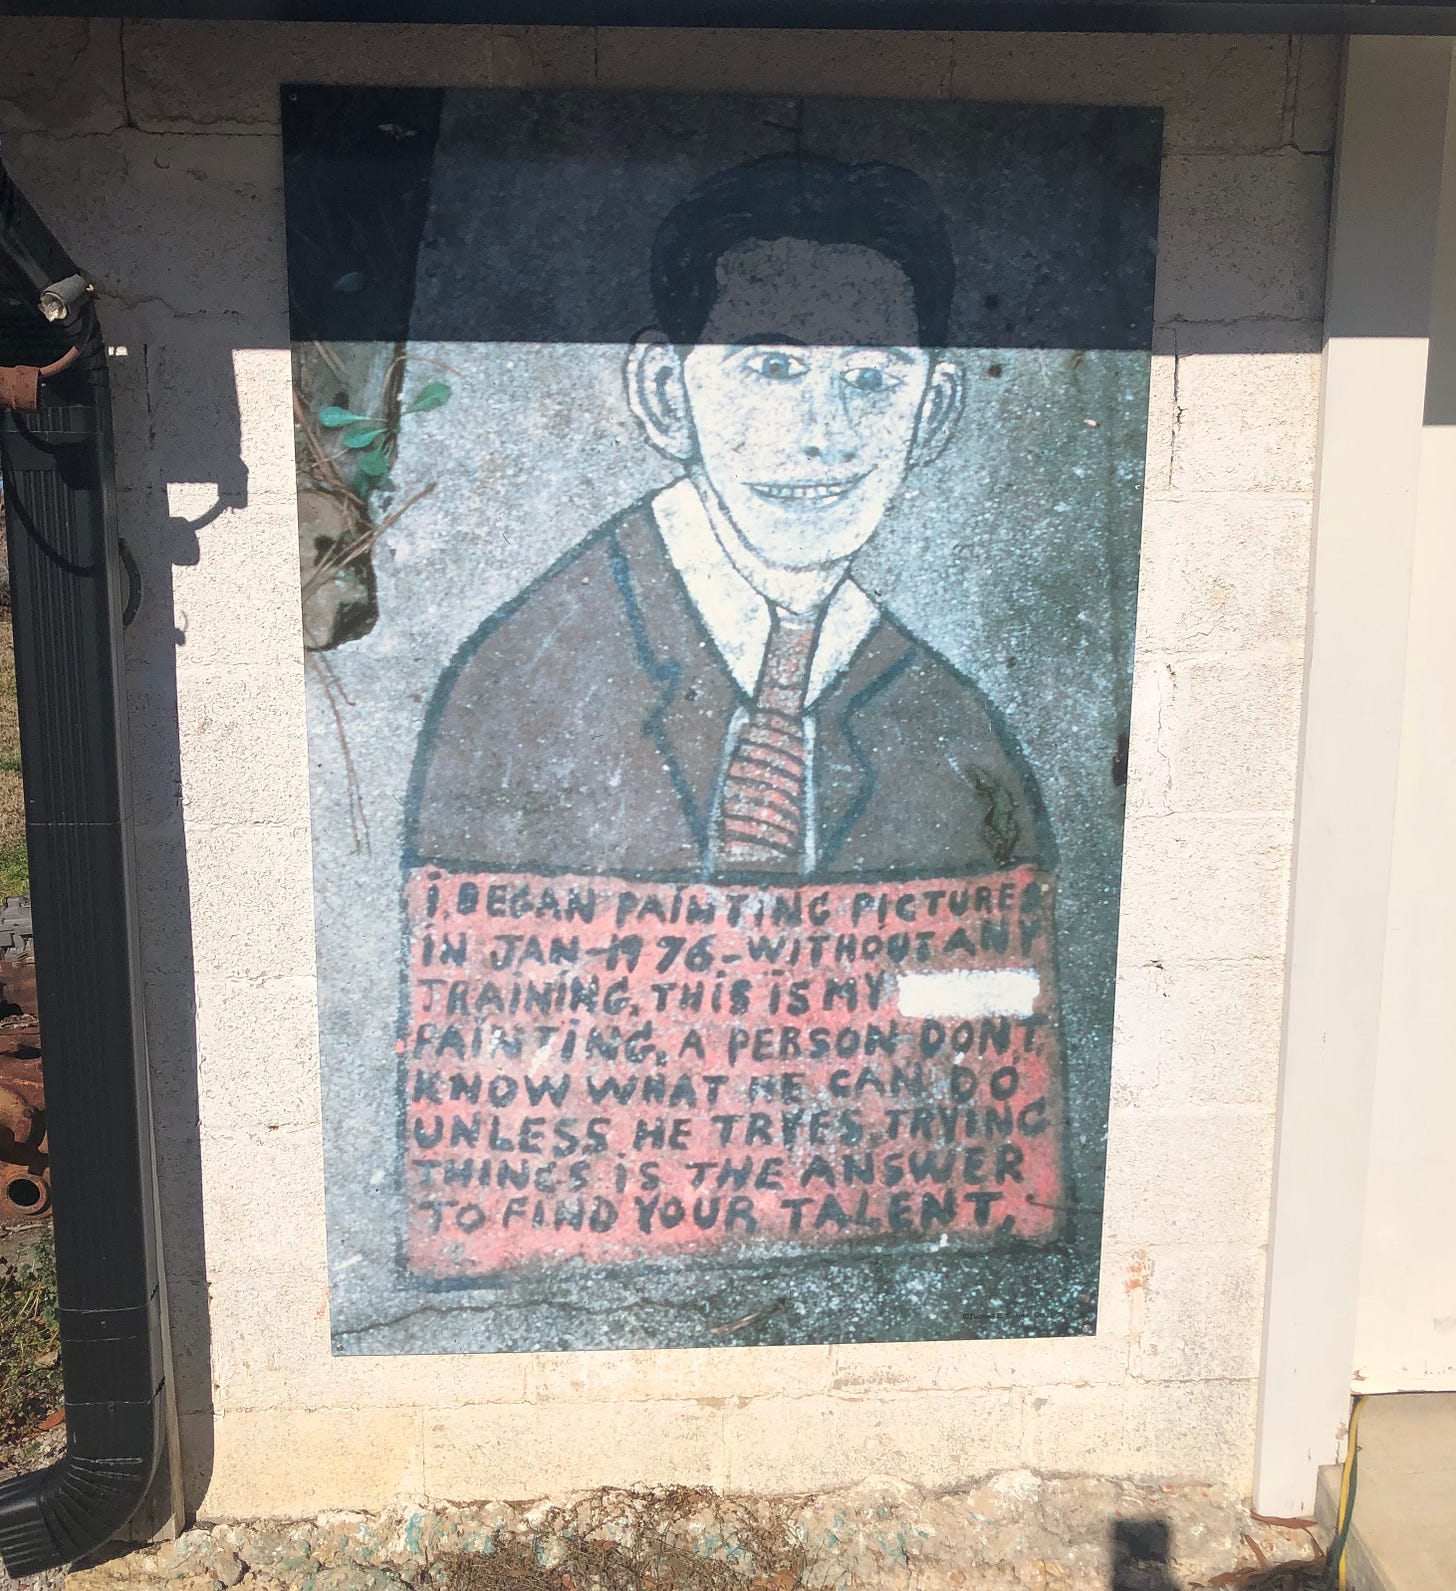 i BEGAN PAiNTiNG PiCTURES
iN JAN-1976-WITHOUT ANY
TRAINING, THiS iS MY
PAINTiNG, A PERSON DON'T
KNOW WHAT HE CAN DO
UNLESS HE TRYES TRYING
THINGS iS THE ANSWER
TO FIND YOUR TALENT,